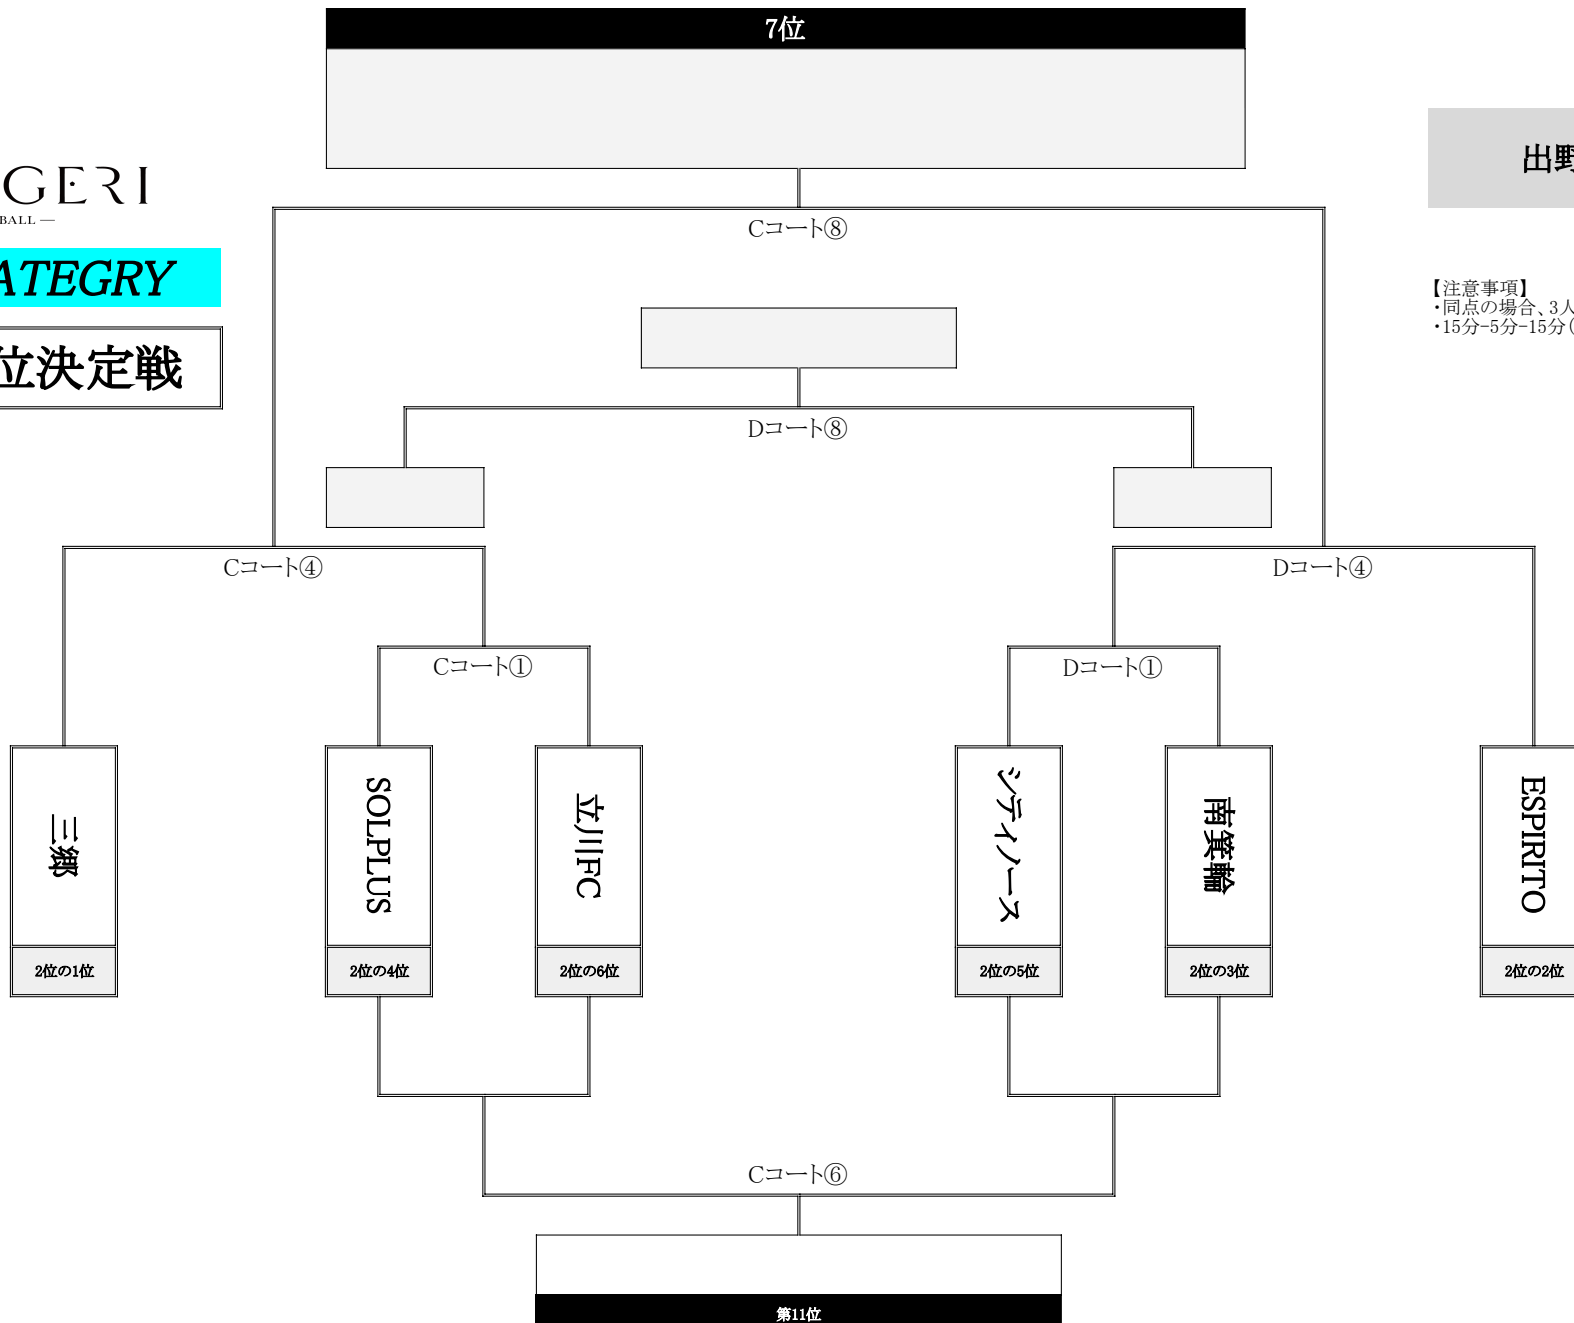 7位
GERI
BALL —
出野
Cコート⑧
ATEGRY
【注意事項】
・同点の場合、3人
・15分-5分-15分(
位決定戦
Dコート⑧
Cコート④
Dコート④
Cコート①
Dコート①
三郷
SOLPLUS
立川FC
シティノース
南箕輪
ESPIRITO
2位の1位
2位の4位
2位の6位
2位の5位
2位の3位
2位の2位
Cコート⑥
第11位